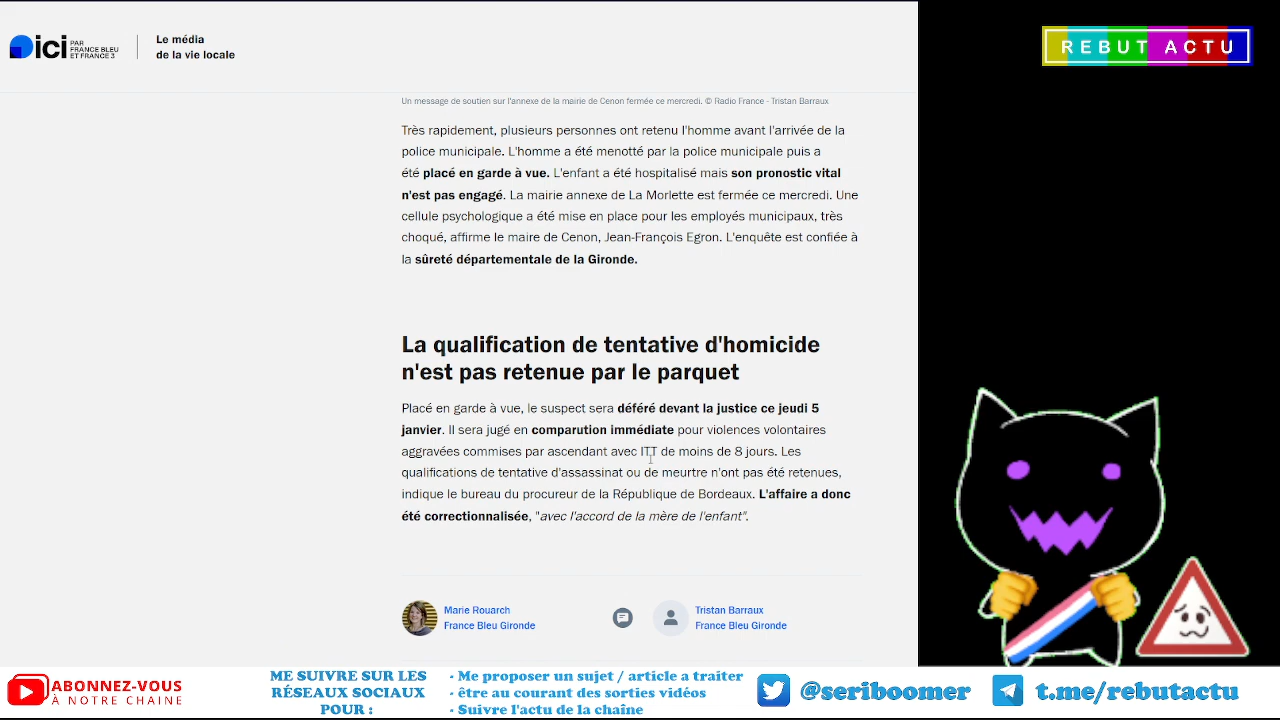 ici PAR FRANCE BLEU ET FRANCE 3
Le média
de la vie locale
REBUT ACTU
Un message de soutien sur l'annexe de la mairie de Cenon fermée ce mercredi. © Radio France - Tristan Barraux
Très rapidement, plusieurs personnes ont retenu l'homme avant l'arrivée de la
police municipale. L'homme a été menotté par la police municipale puis a
été placé en garde à vue. L'enfant a été hospitalisé mais son pronostic vital
n'est pas engagé. La mairie annexe de La Morlette est fermée ce mercredi. Une
cellule psychologique a été mise en place pour les employés municipaux, très
choqué, affirme le maire de Cenon, Jean-François Egron. L'enquête est confiée à
la sûreté départementale de la Gironde.
La qualification de tentative d'homicide
n'est pas retenue par le parquet
Placé en garde à vue, le suspect sera déféré devant la justice ce jeudi 5
janvier. Il sera jugé en comparution immédiate pour violences volontaires
aggravées commises par ascendant avec ITT de moins de 8 jours. Les
qualifications de tentative d'assassinat ou de meurtre n'ont pas été retenues,
indique le bureau du procureur de la République de Bordeaux. L'affaire a donc
été correctionnalisée, "avec l'accord de la mère de l'enfant".
Marie Rouarch
France Bleu Gironde
Tristan Barraux
France Bleu Gironde
ABONNEZ-VOUS
À NOTRE CHAINE
ME SUIVRE SUR LES
RÉSEAUX SOCIAUX
POUR :
- Me proposer un sujet / article a traiter
- être au courant des sorties vidéos
- Suivre l'actu de la chaîne
@seriboomer
t.me/rebutactu